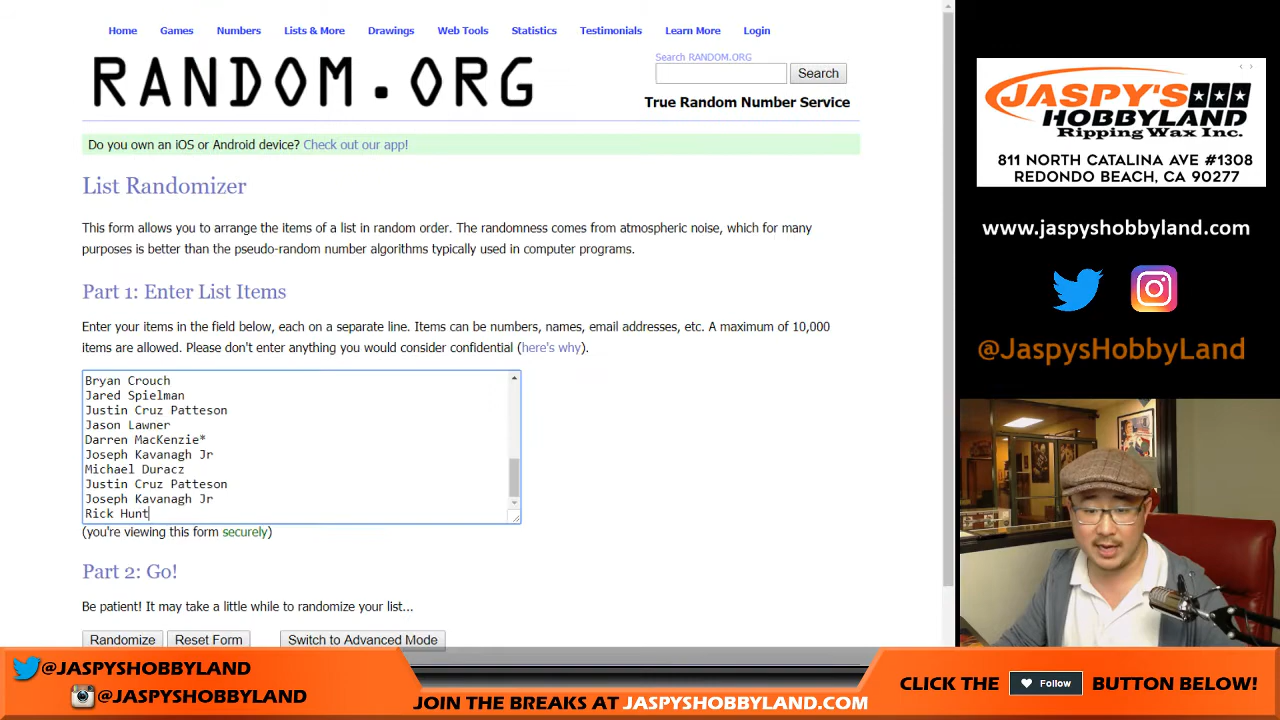 Home Games Numbers Lists & More Drawings Web Tools Statistics Testimonials Learn More Login
RANDOM.ORG
Search RANDOM.ORG
Search
True Random Number Service
Do you own an iOS or Android device? Check out our app!
List Randomizer
This form allows you to arrange the items of a list in random order. The randomness comes from atmospheric noise, which for many
purposes is better than the pseudo-random number algorithms typically used in computer programs.
Part 1: Enter List Items
Enter your items in the field below, each on a separate line. Items can be numbers, names, email addresses, etc. A maximum of 10,000
items are allowed. Please don't enter anything you would consider confidential (here's why).
Bryan Crouch
Jared Spielman
Justin Cruz Patteson
Jason Lawner
Darren MacKenzie*
Joseph Kavanagh Jr
Michael Duracz
Justin Cruz Patteson
Joseph Kavanagh Jr
Rick Hunt
(you're viewing this form securely)
Part 2: Go!
Be patient! It may take a little while to randomize your list...
Randomize Reset Form Switch to Advanced Mode
JASPY'S
HOBBYLAND
Ripping Wax Inc.
811 NORTH CATALINA AVE #1308
REDONDO BEACH, CA 90277
www.jaspyshobbyland.com
@JaspysHobbyLand
@JASPYSHOBBYLAND
@JASPYSHOBBYLAND
JOIN THE BREAKS AT JASPYSHOBBYLAND.COM
CLICK THE Follow BUTTON BELOW!